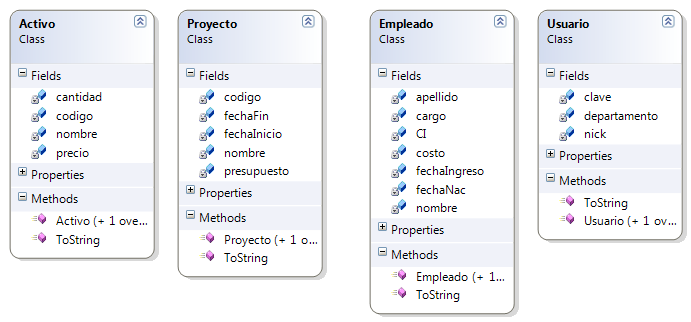 Activo
Class
Fields
cantidad
codigo
nombre
precio
Properties
Methods
Activo (+ 1 ove...
ToString
Proyecto
Class
Fields
codigo
fechaFin
fechaInicio
nombre
presupuesto
Properties
Methods
Proyecto (+ 1 o...
ToString
Empleado
Class
Fields
apellido
cargo
CI
costo
fechaIngreso
fechaNac
nombre
Properties
Methods
Empleado (+ 1...
ToString
Usuario
Class
Fields
clave
departamento
nick
Properties
Methods
ToString
Usuario (+ 1 ov...